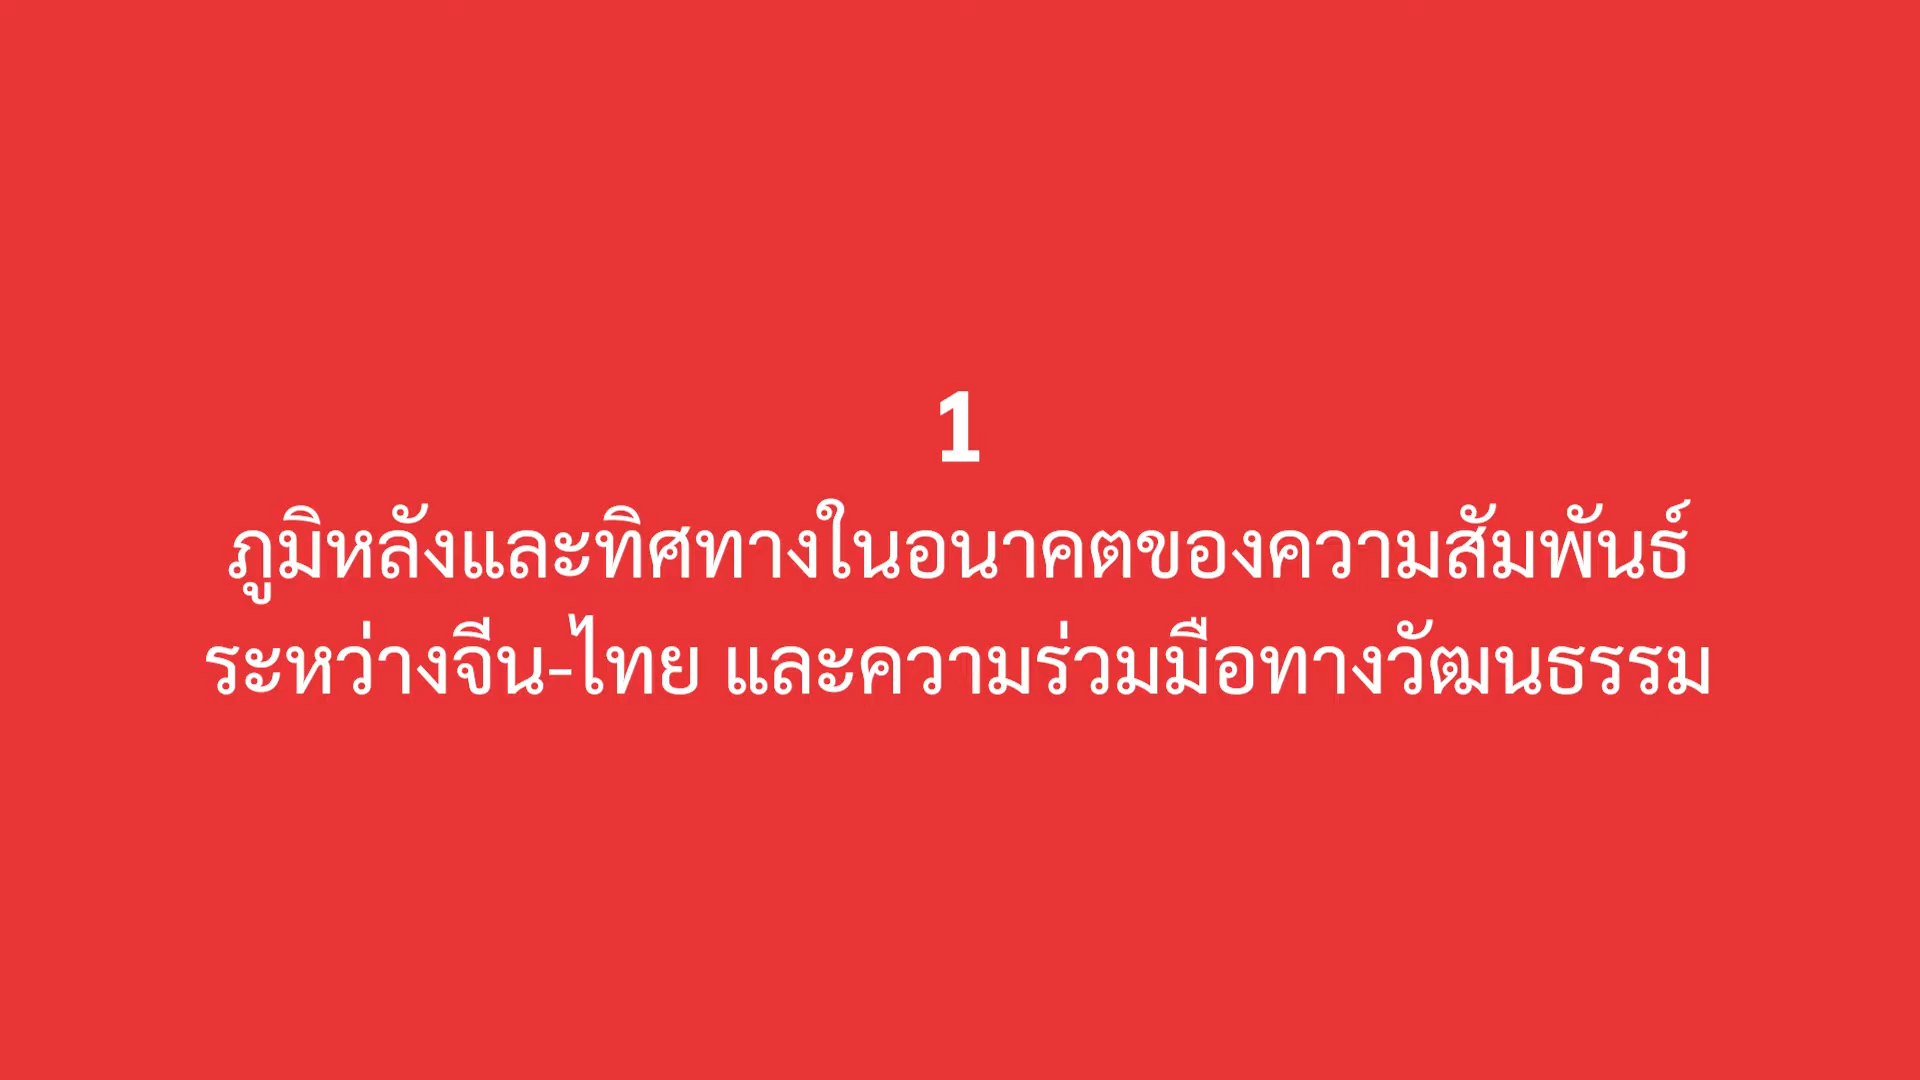 1
ภูมิหลังและทิศทางในอนาคตของความสัมพันธ์
ระหว่างจีน-ไทย และความร่วมมือทางวัฒนธรรม